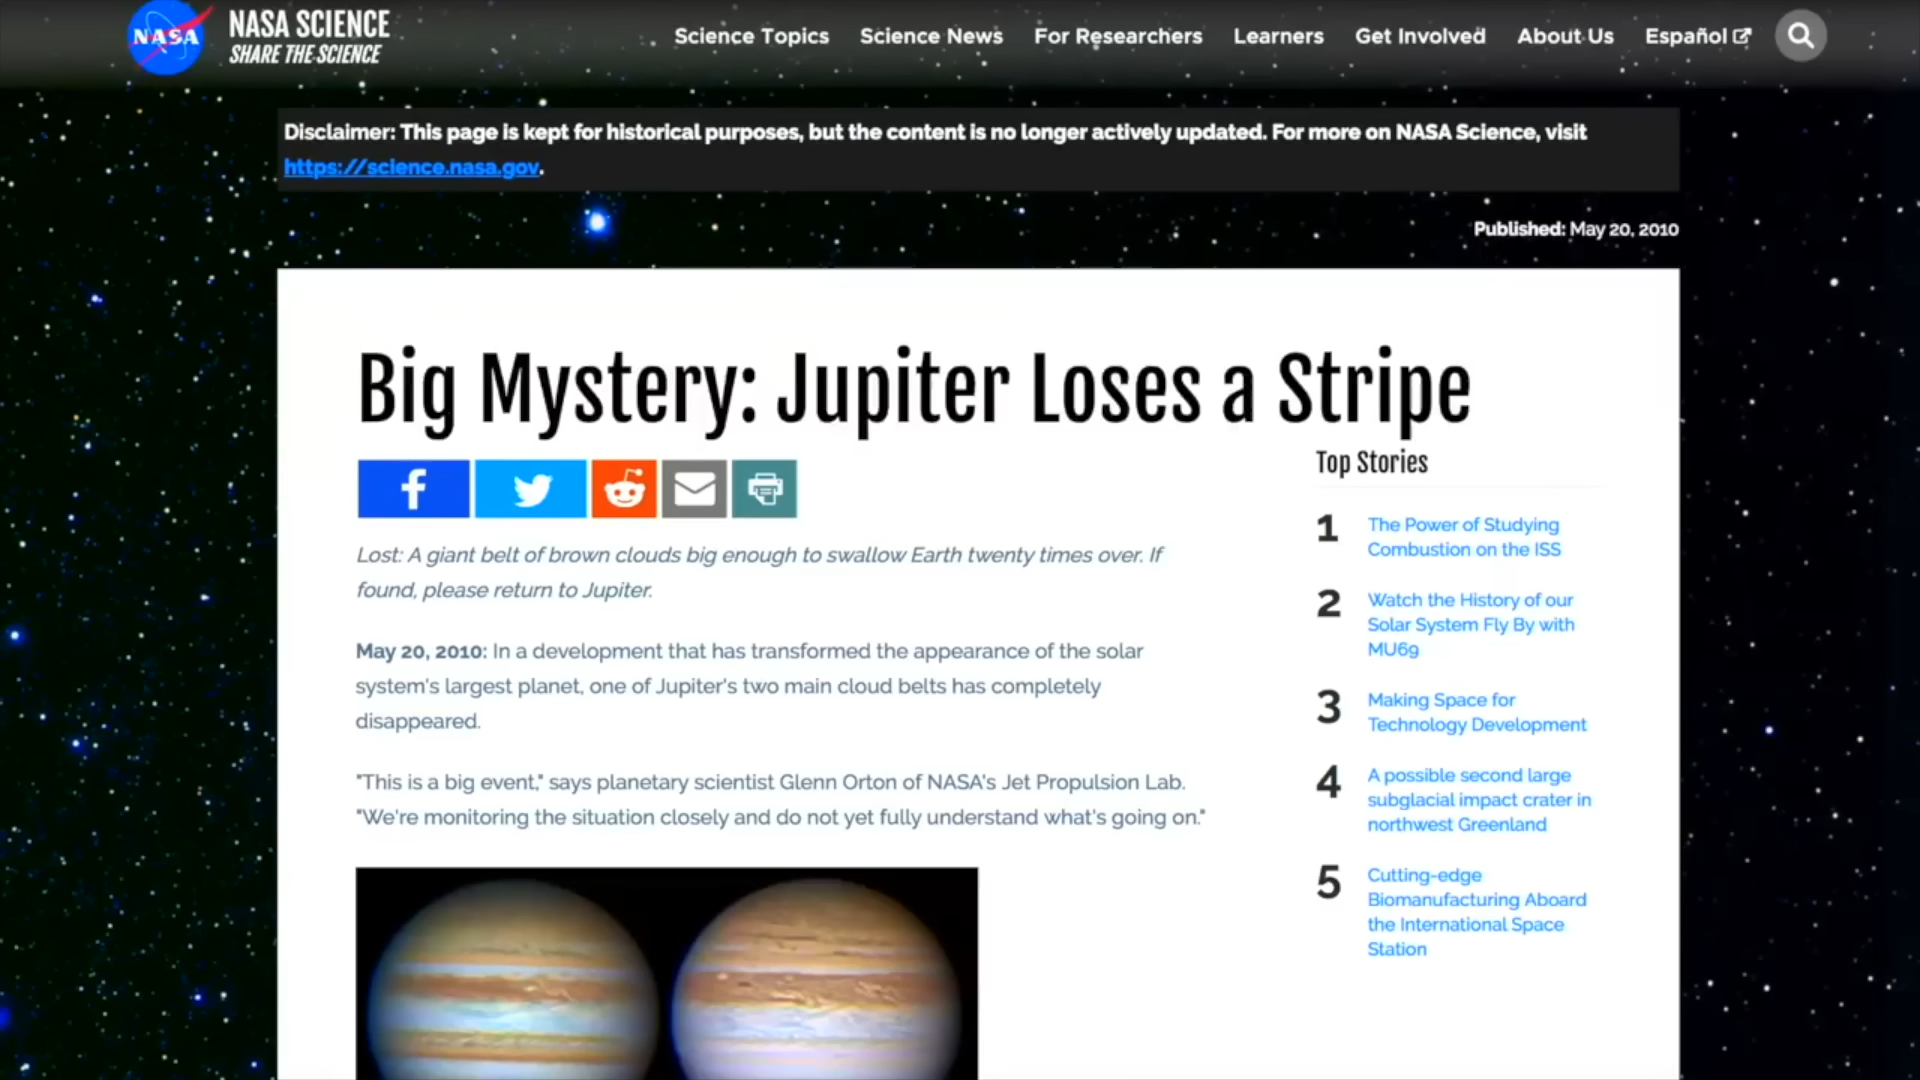 NASA
NASA SCIENCE
SHARE THE SCIENCE
Science Topics
Science News
For Researchers
Learners
Get Involved
About Us
Español
Disclaimer: This page is kept for historical purposes, but the content is no longer actively updated. For more on NASA Science, visit
https://science.nasa.gov.
Published: May 20, 2010
Big Mystery: Jupiter Loses a Stripe
Lost: A giant belt of brown clouds big enough to swallow Earth twenty times over. If
found, please return to Jupiter.
May 20, 2010: In a development that has transformed the appearance of the solar
system's largest planet, one of Jupiter's two main cloud belts has completely
disappeared.
"This is a big event," says planetary scientist Glenn Orton of NASA's Jet Propulsion Lab.
"We're monitoring the situation closely and do not yet fully understand what's going on."
Top Stories
1
The Power of Studying
Combustion on the ISS
2
Watch the History of our
Solar System Fly By with
MU69
3
Making Space for
Technology Development
4
A possible second large
subglacial impact crater in
northwest Greenland
5
Cutting-edge
Biomanufacturing Aboard
the International Space
Station